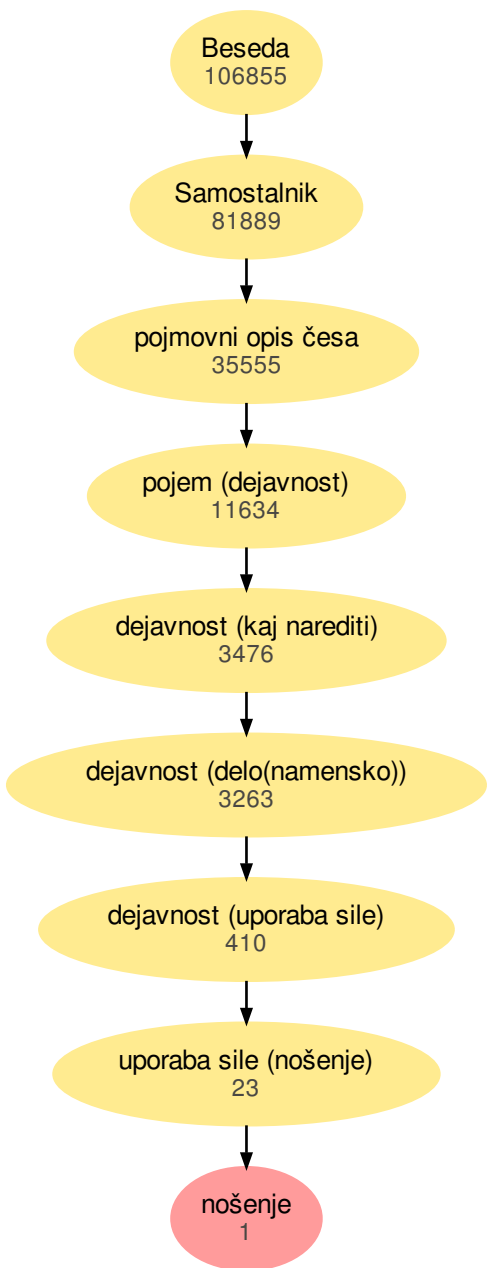 Beseda
106855
Samostalnik
81889
pojmovni opis česa
35555
pojem (dejavnost)
11634
dejavnost (kaj narediti)
3476
dejavnost (delo(namensko))
3263
dejavnost (uporaba sile)
410
uporaba sile (nošenje)
23
nošenje
1